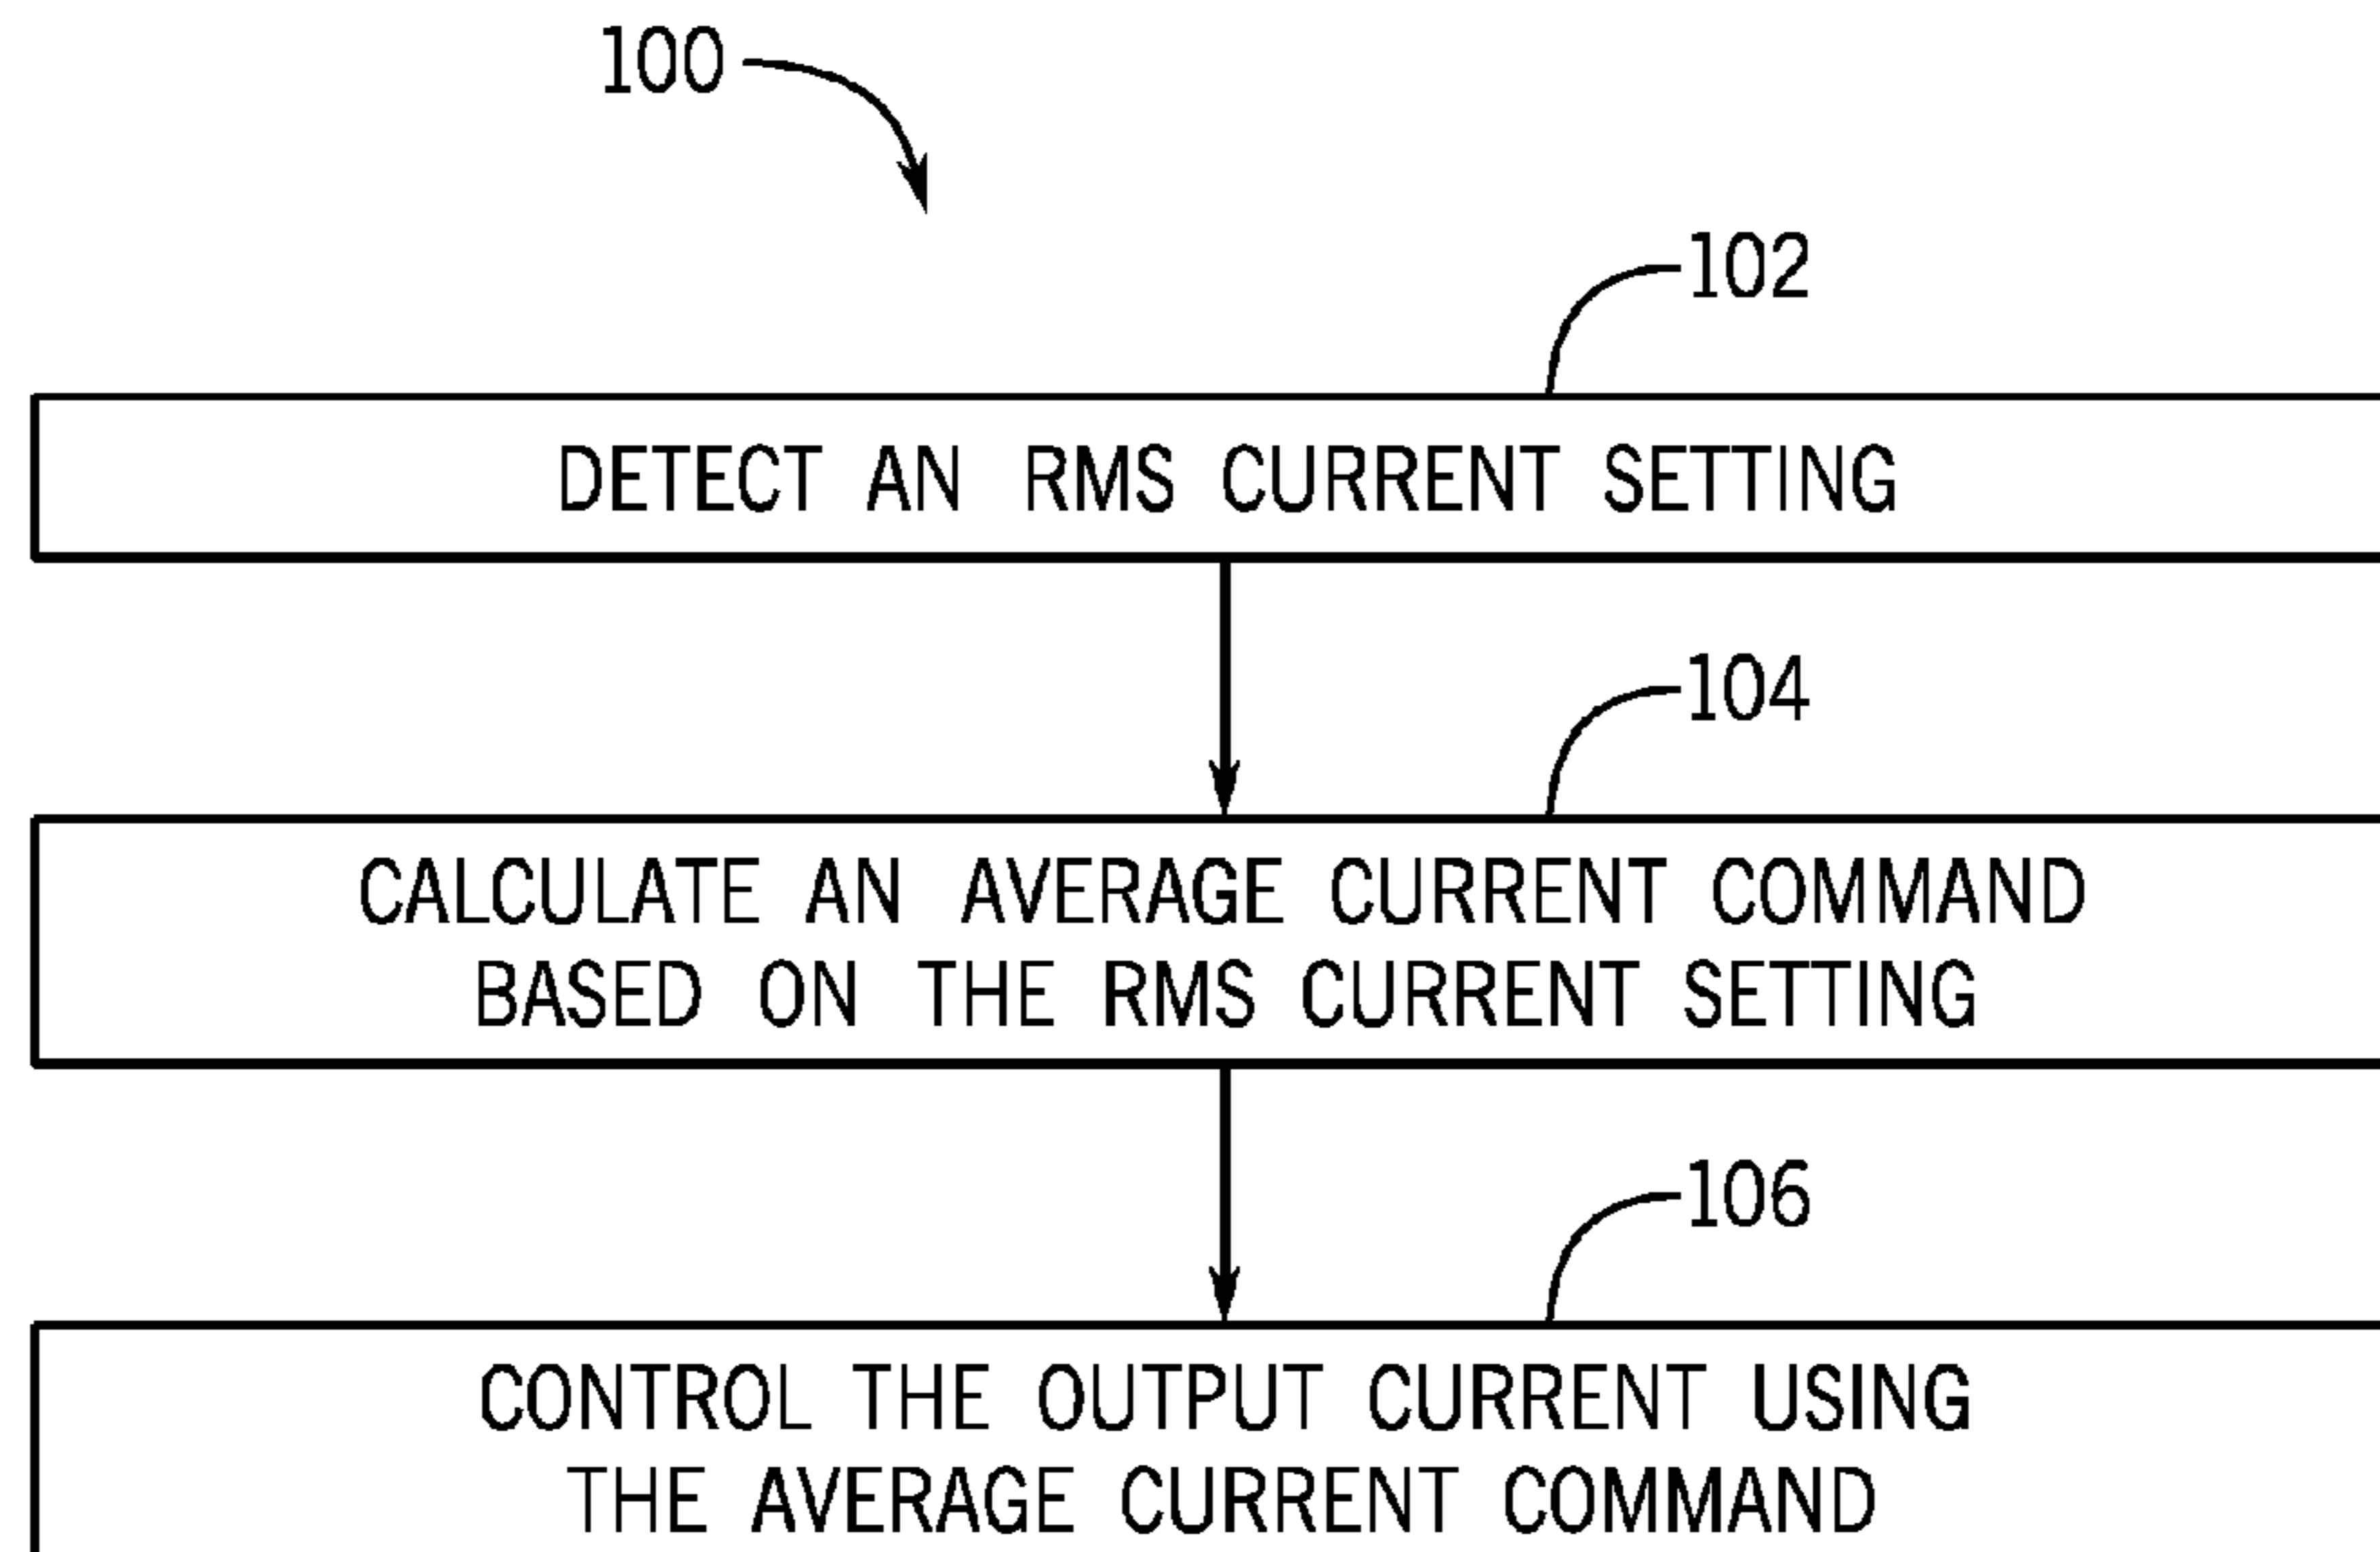 100
102
DETECT AN RMS CURRENT SETTING
104
CALCULATE AN AVERAGE CURRENT COMMAND
BASED ON THE RMS CURRENT SETTING
106
CONTROL THE OUTPUT CURRENT USING
THE AVERAGE CURRENT COMMAND